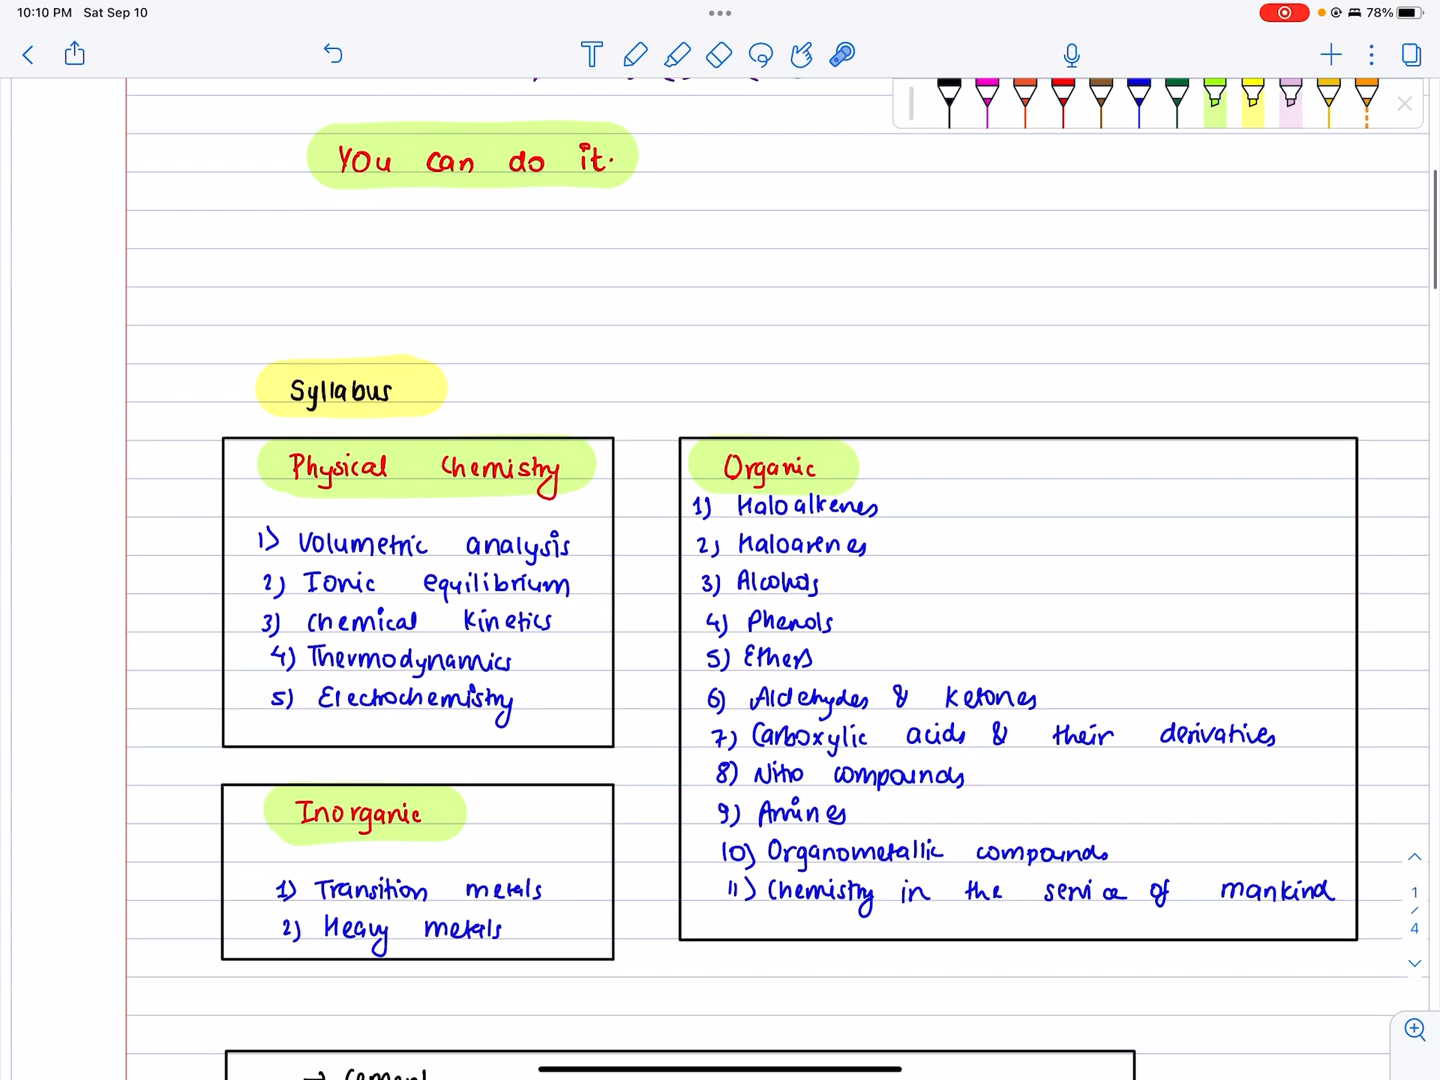 10:10 PM Sat Sep 10
78%
You can do it.
Syllabus
Physical Chemistry
1) Volumetric analysis
2) Ionic equilibrium
3) Chemical kinetics
4) Thermodynamics
5) Electrochemistry
Inorganic
1) Transition metals
2) Heavy metals
Organic
1) Haloalkenes
2) Haloarenes
3) Alcohols
4) Phenols
5) Ethers
6) Aldehydes & ketones
7) Carboxylic acids & their derivatives
8) Nitro compounds
9) Amines
10) Organometallic compounds
11) Chemistry in the service of mankind
1
/
4
→ Cement